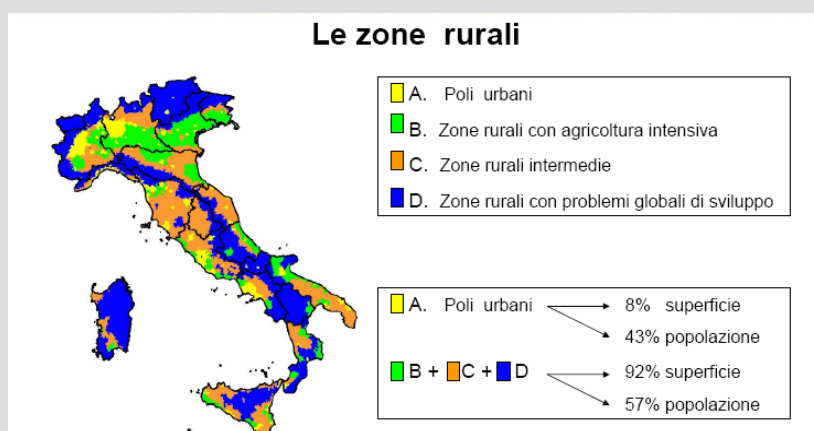 Le zone rurali
A. Poli urbani
B. Zone rurali con agricoltura intensiva
C. Zone rurali intermedie
D. Zone rurali con problemi globali di sviluppo
A. Poli urbani
8% superficie
43% popolazione
B + C + D
92% superficie
57% popolazione